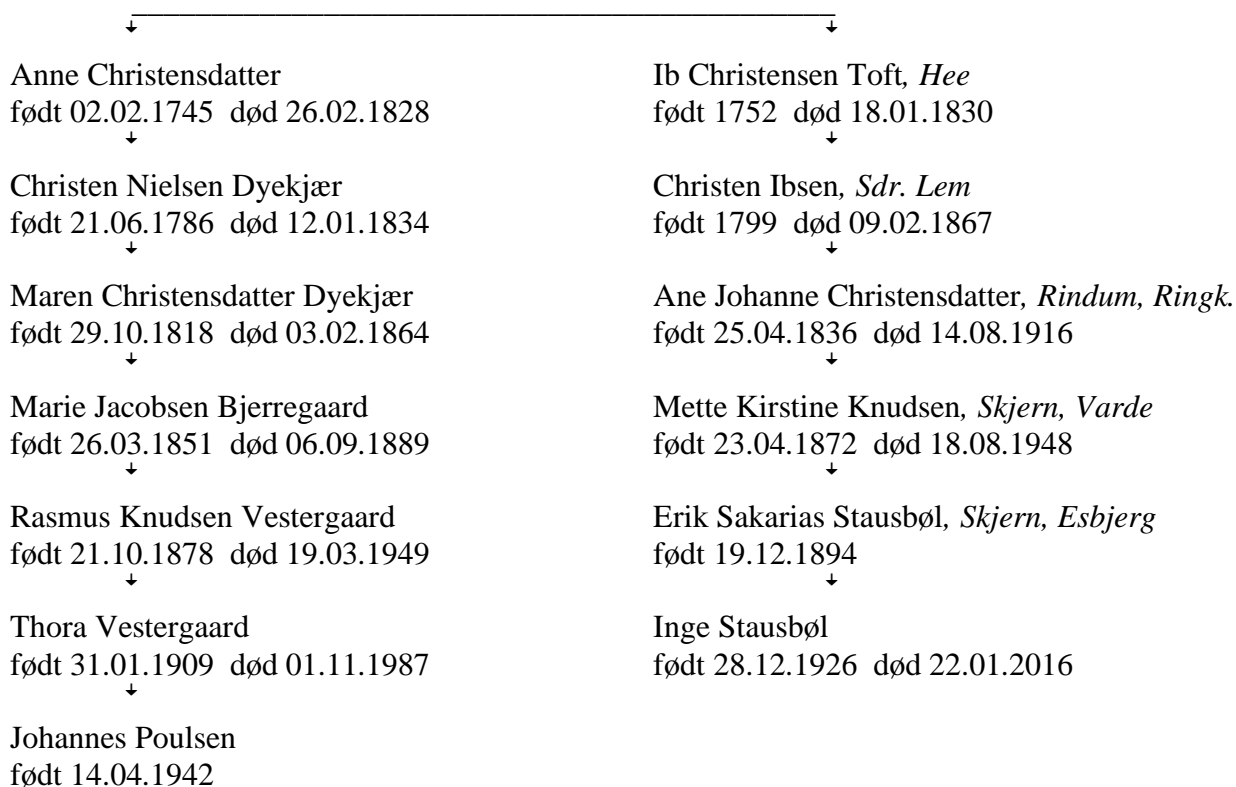 Anne Christensdatter
født 02.02.1745 død 26.02.1828
Christen Nielsen Dyekjær
født 21.06.1786 død 12.01.1834
Maren Christensdatter Dyekjær
født 29.10.1818 død 03.02.1864
Marie Jacobsen Bjerregaard
født 26.03.1851 død 06.09.1889
Rasmus Knudsen Vestergaard
født 21.10.1878 død 19.03.1949
Thora Vestergaard
født 31.01.1909 død 01.11.1987
Johannes Poulsen
født 14.04.1942
Ib Christensen Toft, Hee
født 1752 død 18.01.1830
Christen Ibsen, Sdr. Lem
født 1799 død 09.02.1867
Ane Johanne Christensdatter, Rindum, Ringk.
født 25.04.1836 død 14.08.1916
Mette Kirstine Knudsen, Skjern, Varde
født 23.04.1872 død 18.08.1948
Erik Sakarias Stausbøl, Skjern, Esbjerg
født 19.12.1894
Inge Stausbøl
født 28.12.1926 død 22.01.2016